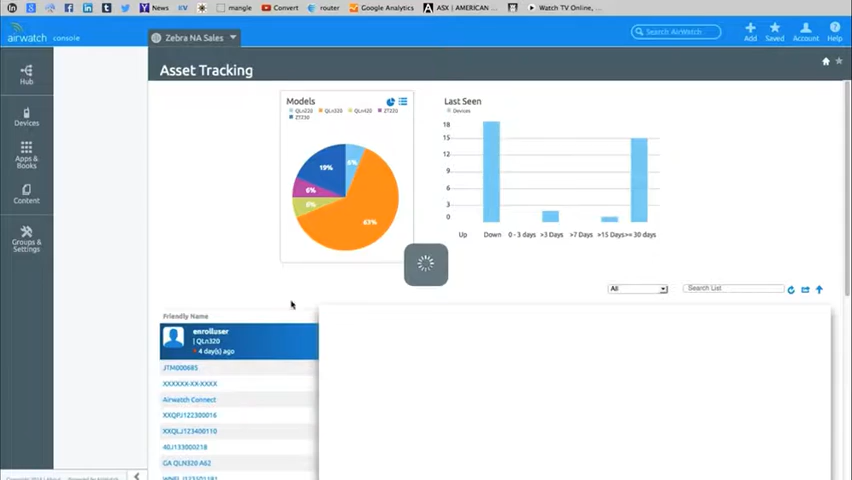 News
mangle
Convert
router
Google Analytics
ASK | AMERICAN ...
Watch TV Online, ...
airwatch console
Zebra NA Sales
Search AirWatch
Add
Saved
Account
Help
Hub
Devices
Apps &
Books
Content
Groups &
Settings
Asset Tracking
Models
QLn220 QLn320 QLn420 ZT220
ZT230
19%
6%
6%
63%
Last Seen
Devices
18
15
12
9
6
3
0
Up Down 0 - 3 days >3 Days >7 Days >15 Days >= 30 days
All
Search List
Friendly Name
enrolluser
| QLn320
4 day(s) ago
JTM000685
XXXXXX-XX-XXXX
Airwatch Connect
XXQPJ122300016
XXQLJ123400110
40J133000218
GA QLN320 A62